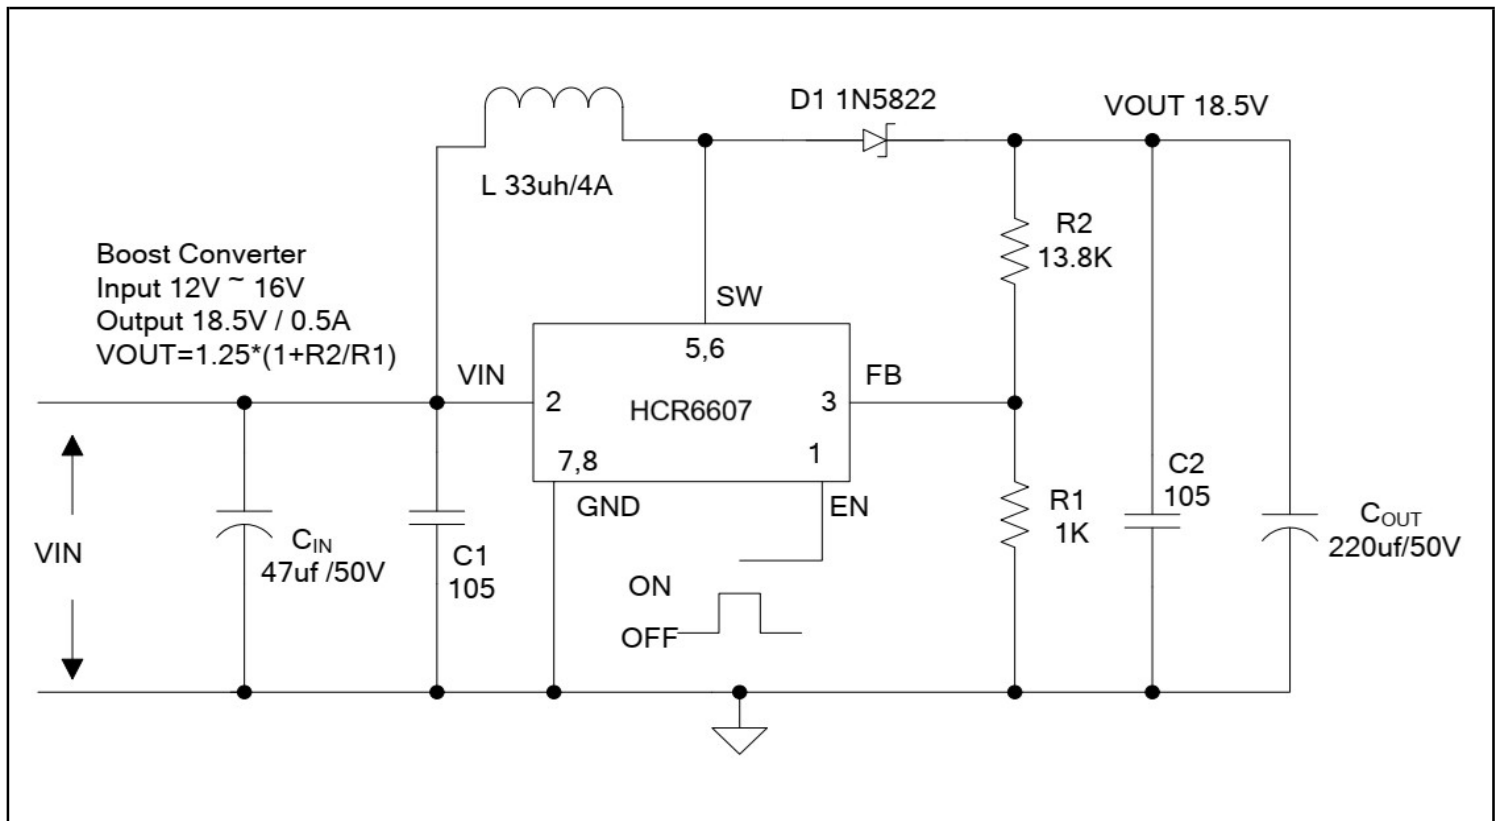 D1 1N5822
VOUT 18.5V
L 33uh/4A
R2
13.8K
Boost Converter
Input 12V ~ 16V
Output 18.5V / 0.5A
VOUT=1.25*(1+R2/R1)
SW
5,6
VIN
FB
2
HCR6607
3
7,8
1
GND
EN
C2
105
R1
1K
COUT
220uf/50V
VIN
CIN
47uf /50V
C1
105
ON
OFF